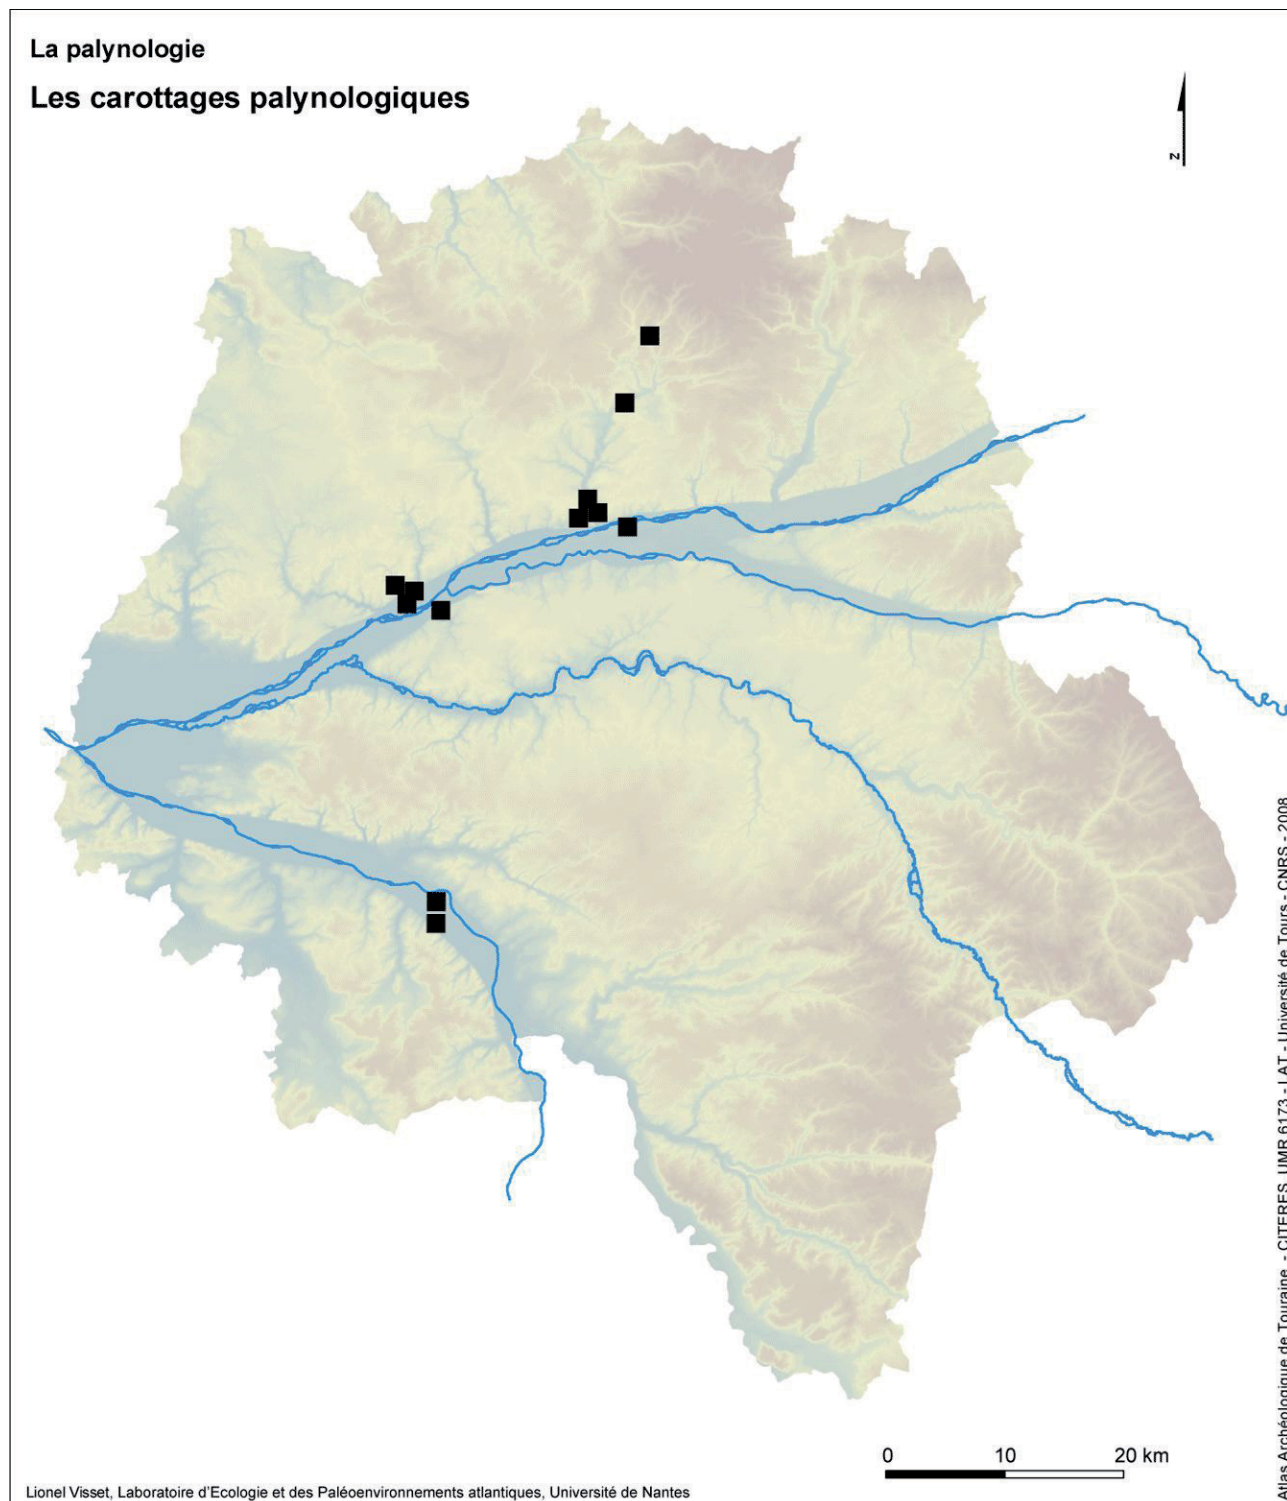 La palynologie
Les carottages palynologiques
N
0 10 20 km
Lionel Visset, Laboratoire d'Ecologie et des Paléoenvironnements atlantiques, Université de Nantes
Atlas Archéologique de Touraine - CITERES, UMR 6173 - LAT - Université de Tours - CNRS - 2008